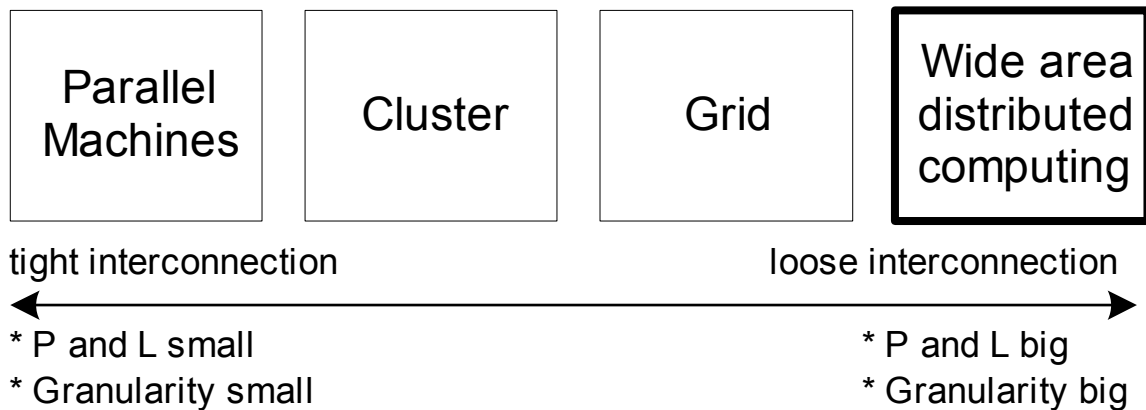 Parallel
Machines
Cluster
Grid
Wide area
distributed
computing
tight interconnection
loose interconnection
* P and L small
* P and L big
* Granularity small
* Granularity big